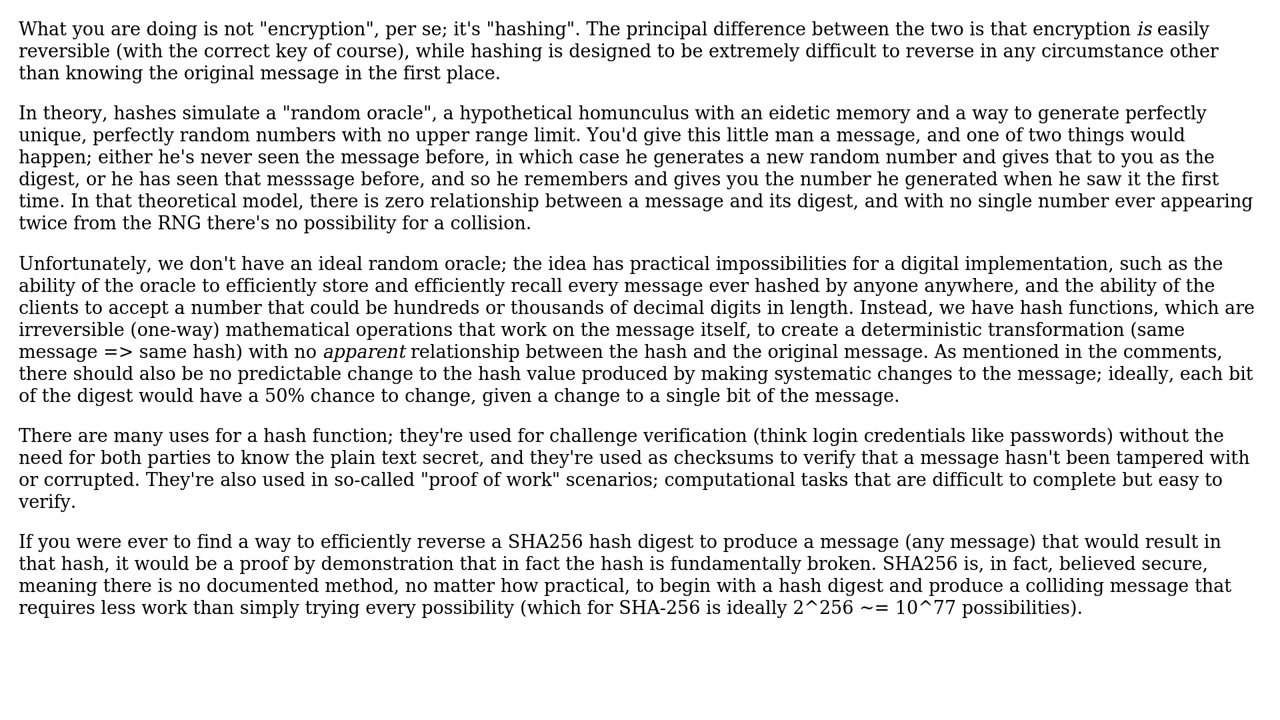 What you are doing is not "encryption", per se; it's "hashing". The principal difference between the two is that encryption is easily
reversible (with the correct key of course), while hashing is designed to be extremely difficult to reverse in any circumstance other
than knowing the original message in the first place.
In theory, hashes simulate a "random oracle", a hypothetical homunculus with an eidetic memory and a way to generate perfectly
unique, perfectly random numbers with no upper range limit. You'd give this little man a message, and one of two things would
happen; either he's never seen the message before, in which case he generates a new random number and gives that to you as the
digest, or he has seen that messsage before, and so he remembers and gives you the number he generated when he saw it the first
time. In that theoretical model, there is zero relationship between a message and its digest, and with no single number ever appearing
twice from the RNG there's no possibility for a collision.
Unfortunately, we don't have an ideal random oracle; the idea has practical impossibilities for a digital implementation, such as the
ability of the oracle to efficiently store and efficiently recall every message ever hashed by anyone anywhere, and the ability of the
clients to accept a number that could be hundreds or thousands of decimal digits in length. Instead, we have hash functions, which are
irreversible (one-way) mathematical operations that work on the message itself, to create a deterministic transformation (same
message => same hash) with no apparent relationship between the hash and the original message. As mentioned in the comments,
there should also be no predictable change to the hash value produced by making systematic changes to the message; ideally, each bit
of the digest would have a 50% chance to change, given a change to a single bit of the message.
There are many uses for a hash function; they're used for challenge verification (think login credentials like passwords) without the
need for both parties to know the plain text secret, and they're used as checksums to verify that a message hasn't been tampered with
or corrupted. They're also used in so-called "proof of work" scenarios; computational tasks that are difficult to complete but easy to
verify.
If you were ever to find a way to efficiently reverse a SHA256 hash digest to produce a message (any message) that would result in
that hash, it would be a proof by demonstration that in fact the hash is fundamentally broken. SHA256 is, in fact, believed secure,
meaning there is no documented method, no matter how practical, to begin with a hash digest and produce a colliding message that
requires less work than simply trying every possibility (which for SHA-256 is ideally 2^256 ~= 10^77 possibilities).